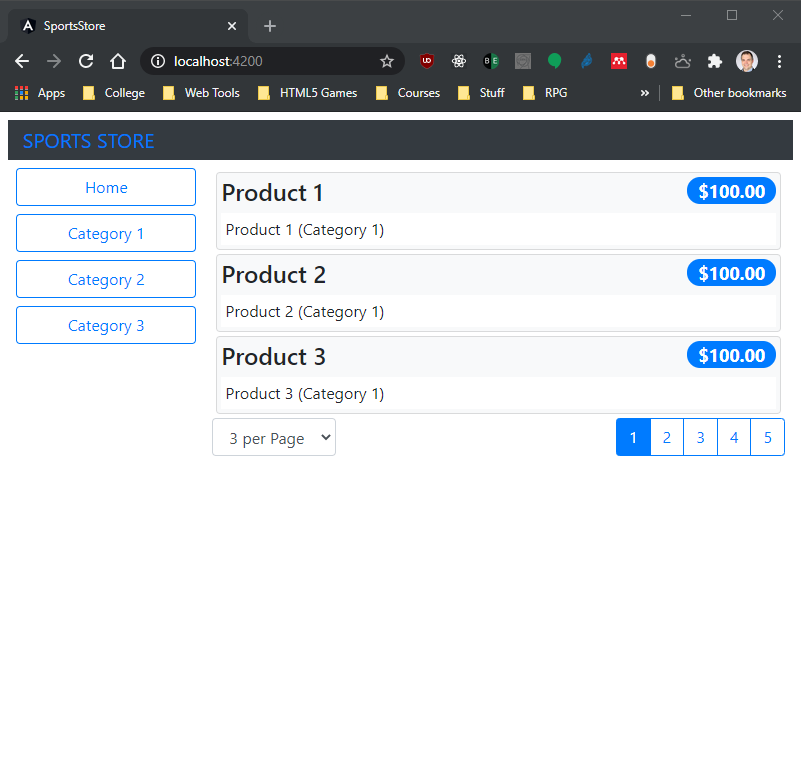 SportsStore
localhost:4200
Apps College Web Tools HTML5 Games Courses Stuff RPG » Other bookmarks
SPORTS STORE
Home
Category 1
Category 2
Category 3
Product 1 $100.00
Product 1 (Category 1)
Product 2 $100.00
Product 2 (Category 1)
Product 3 $100.00
Product 3 (Category 1)
3 per Page 1 2 3 4 5